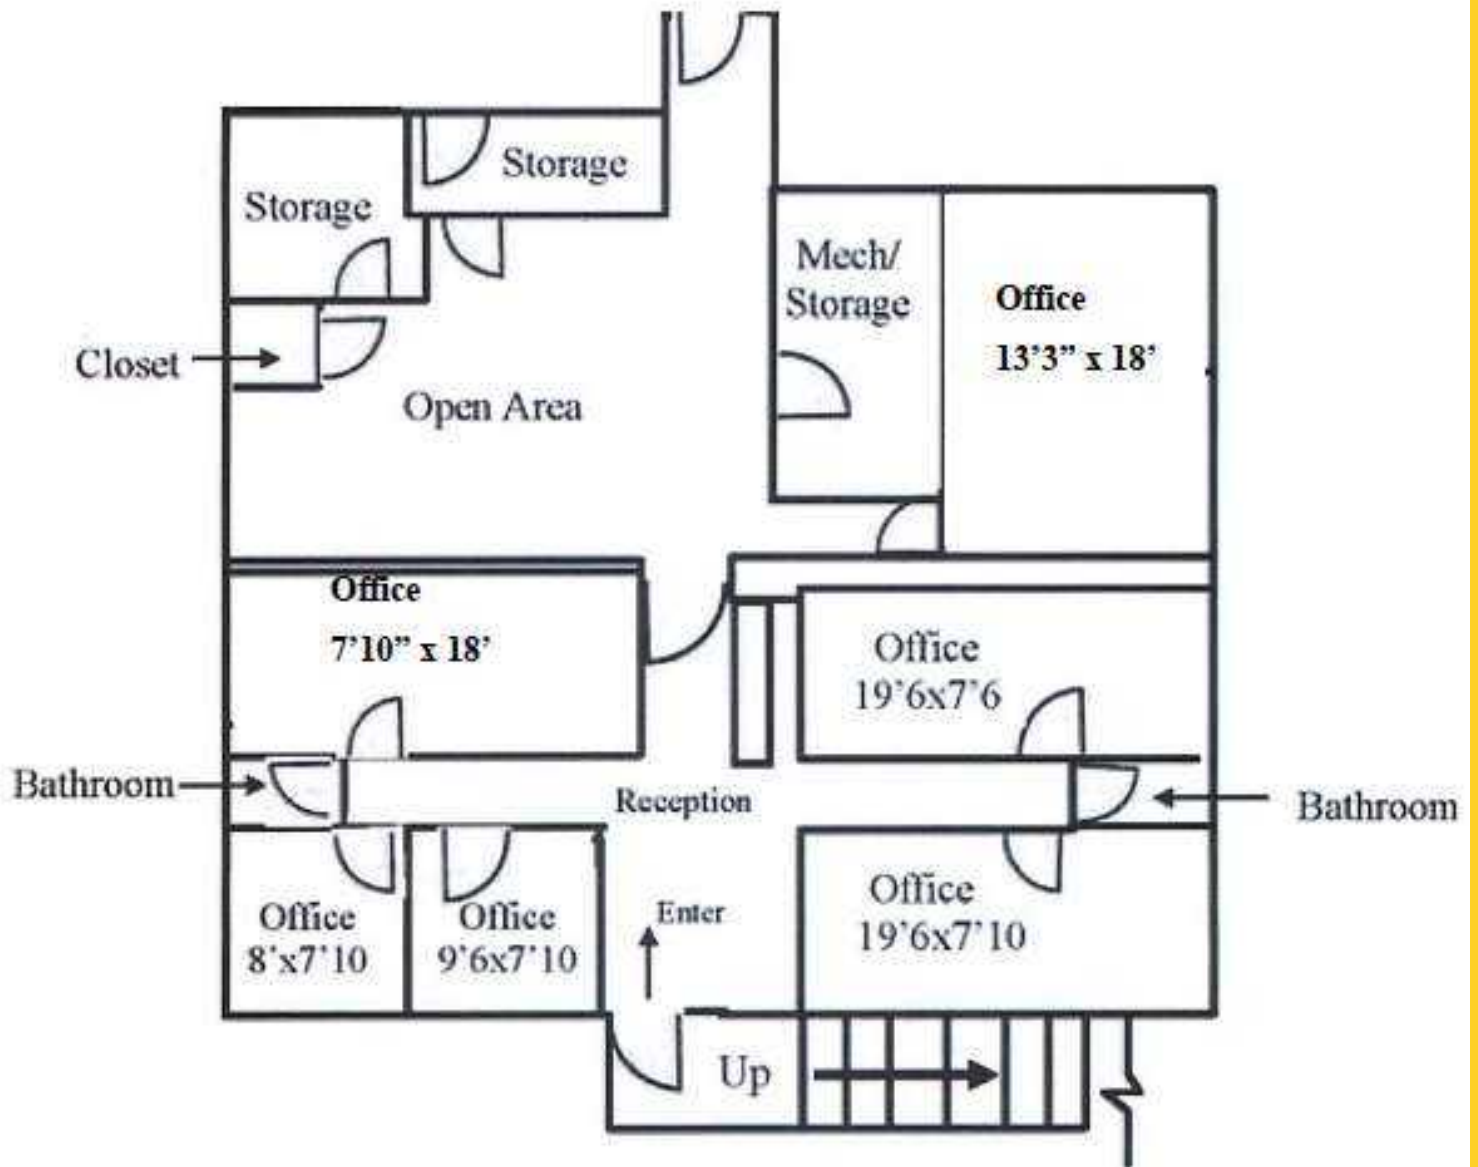 Storage
Storage
Mech/
Storage
Office
13’3” x 18’
Closet
Open Area
Office
7’10” x 18’
Office
19’6x7’6
Bathroom
Reception
Bathroom
Office
8’x7’10
Office
9’6x7’10
Enter
Office
19’6x7’10
Up